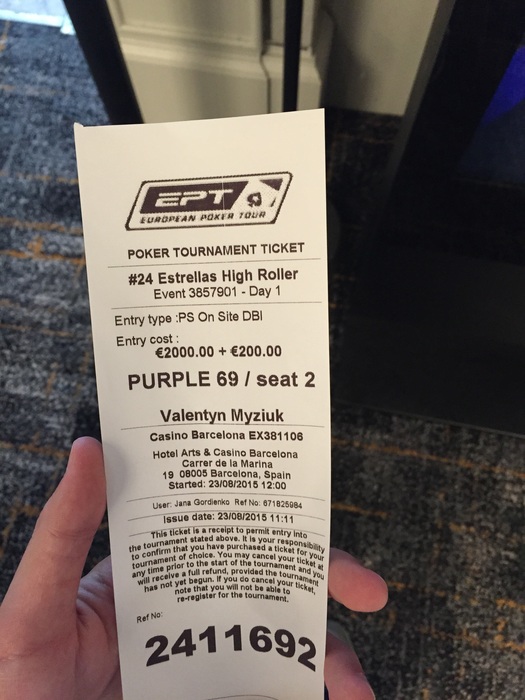 EPT
EUROPEAN POKER TOUR
POKER TOURNAMENT TICKET
#24 Estrellas High Roller
Event 3857901 - Day 1
Entry type :PS On Site DBI
Entry cost :
€2000.00 + €200.00
PURPLE 69 / seat 2
Valentyn Myziuk
Casino Barcelona EX381106
Hotel Arts & Casino Barcelona
Carrer de la Marina
19 08005 Barcelona, Spain
Started: 23/08/2015 12:00
User: Jana Gordienko Ref No: 671825984
Issue date: 23/08/2015 11:11
This ticket is a receipt to permit entry into
the tournament stated above. It is your responsibility
to confirm that you have purchased a ticket for your
tournament of choice. You may cancel your ticket at
any time prior to the start of the tournament and you
will receive a full refund, provided the tournament
has not yet begun. If you do cancel your ticket,
note that you will not be able to
re-register for the tournament.
Ref No:
2411692